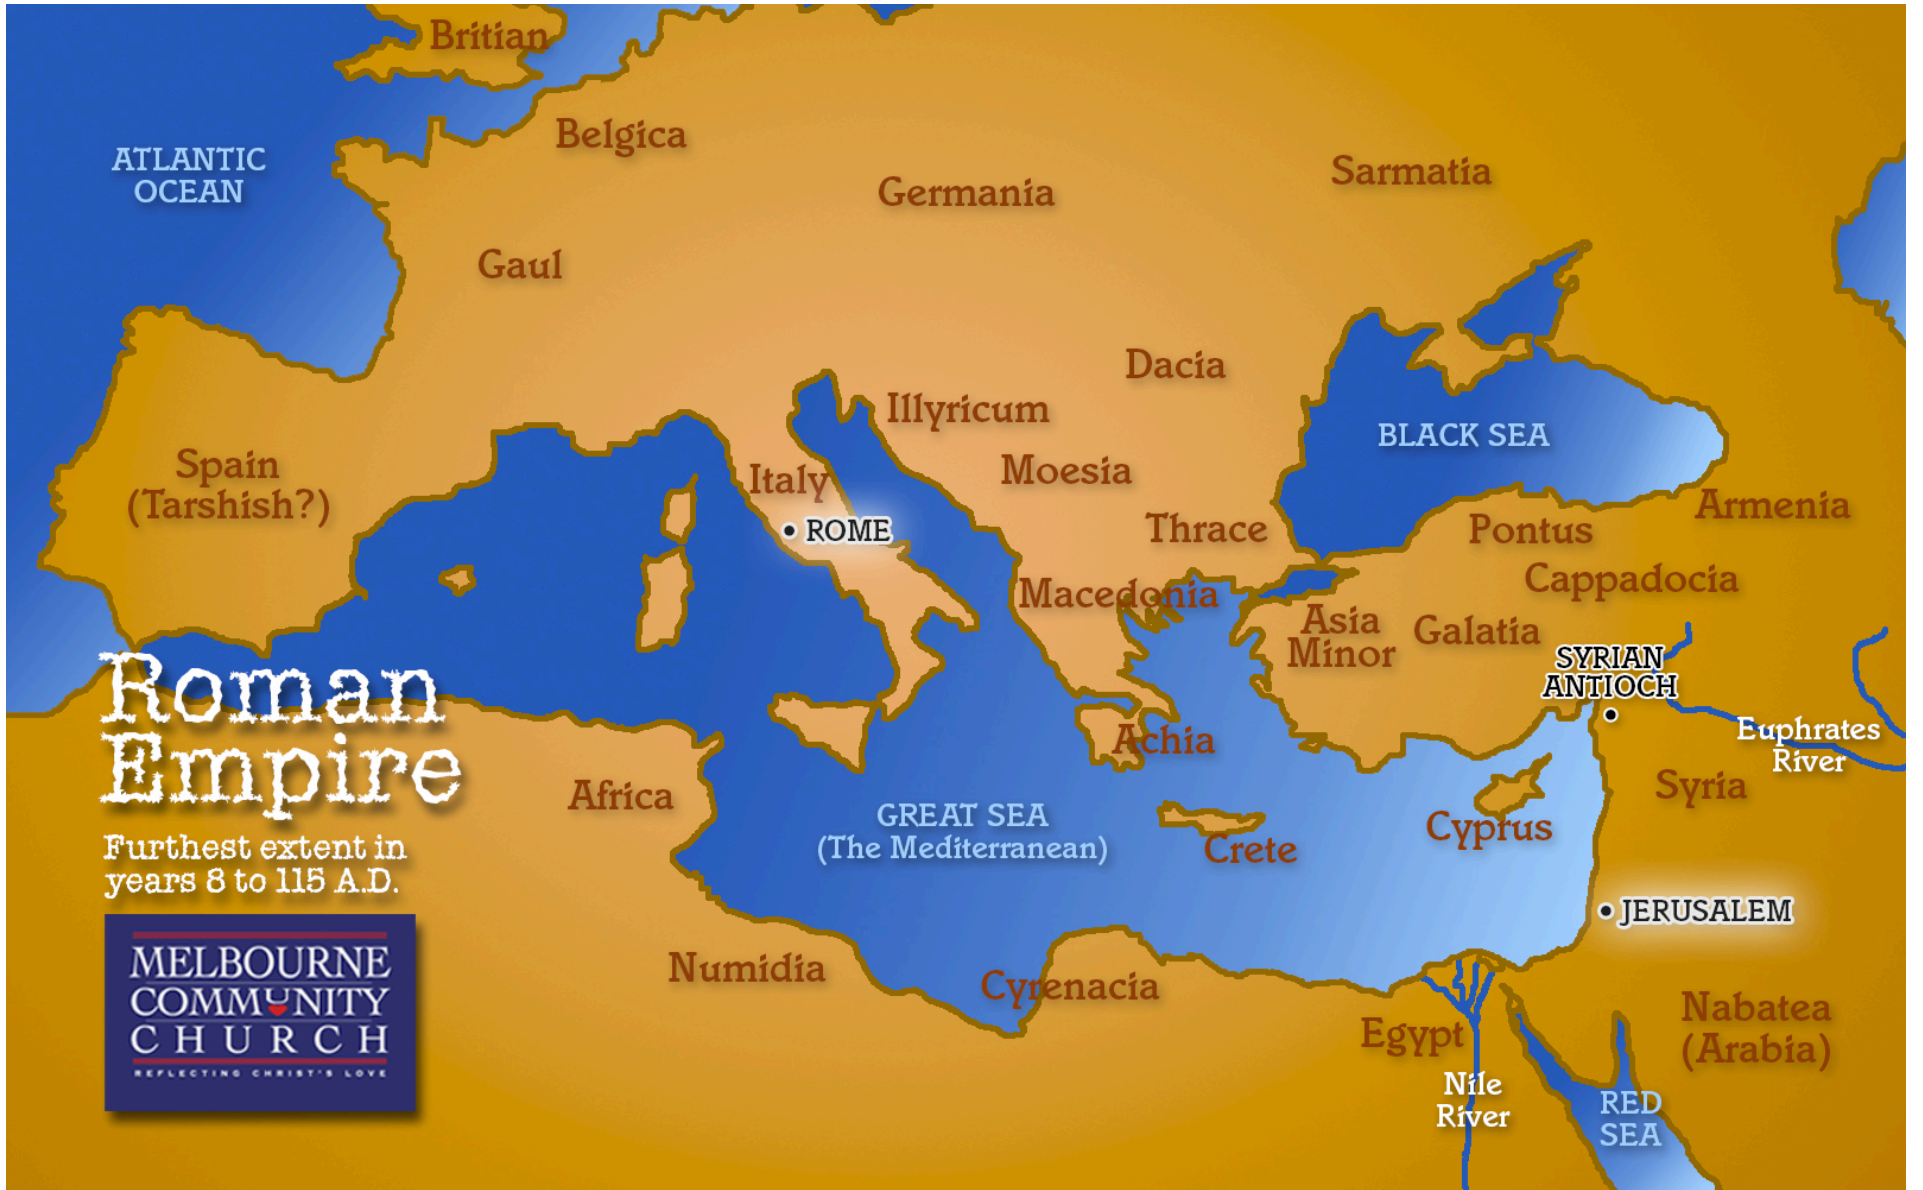 Britian
ATLANTIC
OCEAN
Belgica
Germania
Sarmatia
Gaul
Dacia
Illyricum
BLACK SEA
Spain
(Tarshish?)
Italy
Moesia
ROME
Thrace
Pontus
Armenia
Macedonia
Cappadocia
Asia
Minor
Galatia
SYRIAN
ANTIOCH
Roman
Empire
Furthest extent in
years 8 to 115 A.D.
Achia
Euphrates
River
Africa
Syria
GREAT SEA
(The Mediterranean)
Crete
Cyprus
JERUSALEM
Numidia
Cyrenacia
Egypt
Nabatea
(Arabia)
Nile
River
RED
SEA
MELBOURNE
COMMUNITY
CHURCH
REFLECTING CHRIST'S LOVE